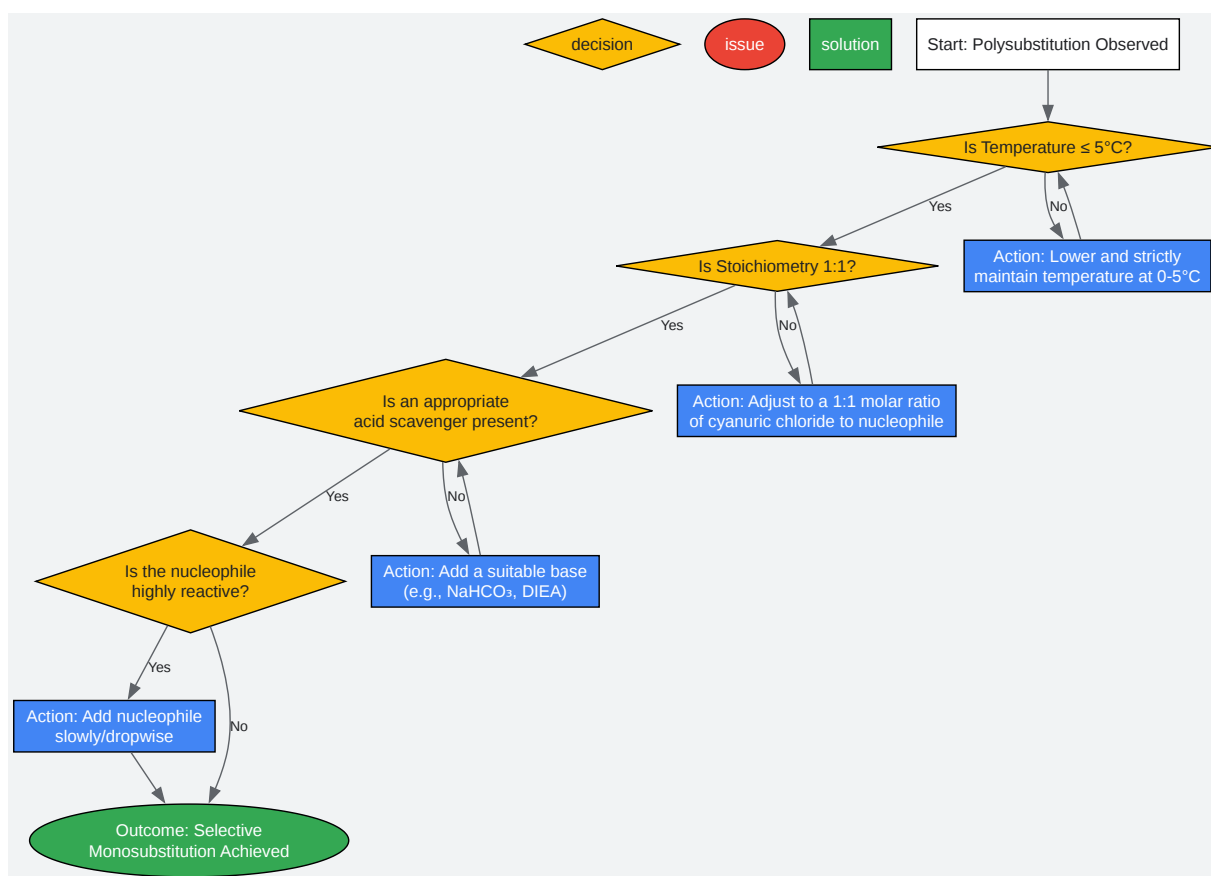 decision
issue
solution
Start: Polysubstitution Observed
Is Temperature ≤ 5°C?
Yes
No
Action: Lower and strictly
maintain temperature at 0-5°C
Is Stoichiometry 1:1?
Yes
No
Action: Adjust to a 1:1 molar ratio
of cyanuric chloride to nucleophile
Is an appropriate
acid scavenger present?
Yes
No
Action: Add a suitable base
(e.g., NaHCO₃, DIEA)
Is the nucleophile
highly reactive?
Yes
No
Action: Add nucleophile
slowly/dropwise
Outcome: Selective
Monosubstitution Achieved